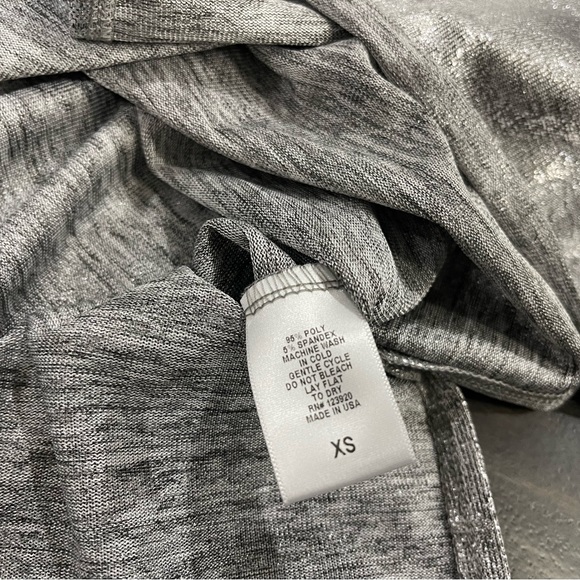 95% POLY
5% SPANDEX
MACHINE WASH
IN COLD
GENTLE CYCLE
DO NOT BLEACH
LAY FLAT
TO DRY
RN# 123920
MADE IN USA
XS